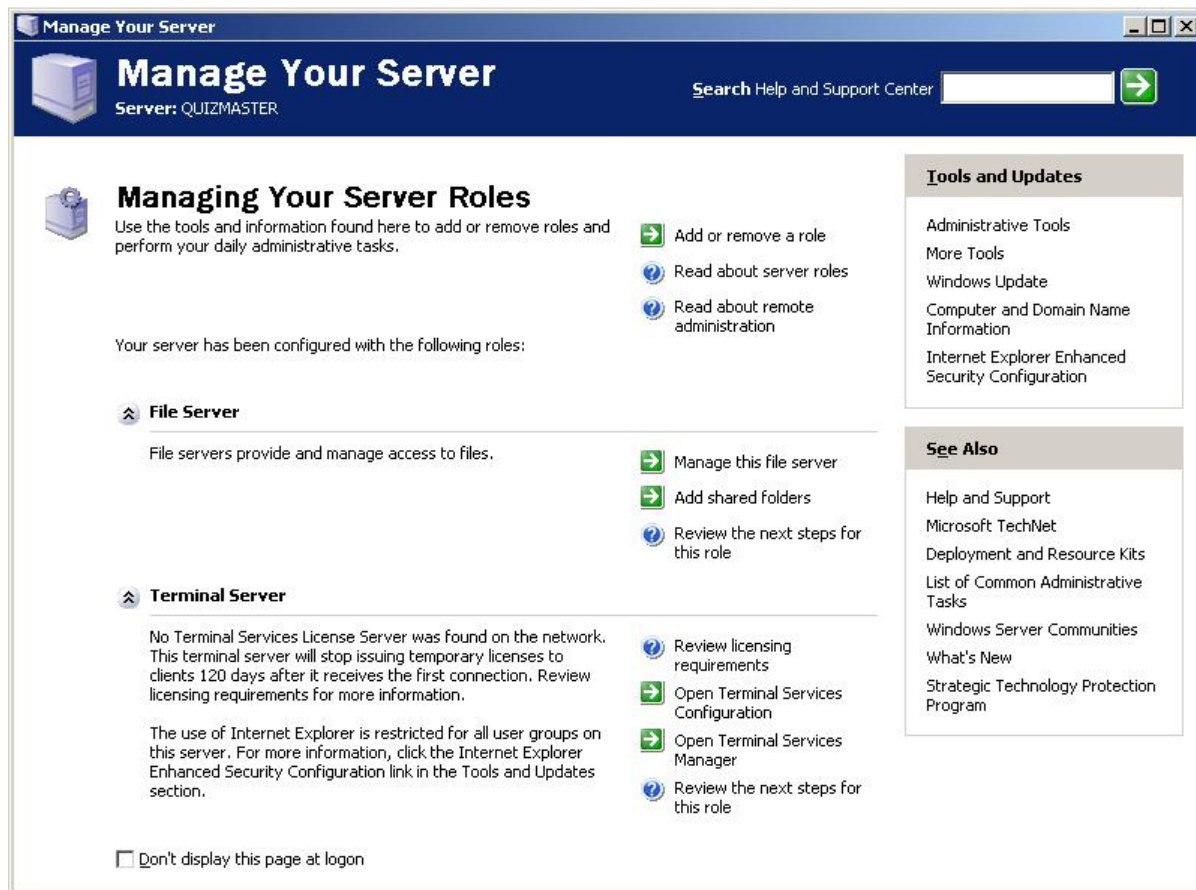 Manage Your Server
Manage Your Server
Server: QUIZMASTER
Search Help and Support Center
Managing Your Server Roles
Use the tools and information found here to add or remove roles and
perform your daily administrative tasks.
Add or remove a role
Read about server roles
Read about remote
administration
Your server has been configured with the following roles:
File Server
File servers provide and manage access to files.
Manage this file server
Add shared folders
Review the next steps for
this role
Terminal Server
No Terminal Services License Server was found on the network.
This terminal server will stop issuing temporary licenses to
clients 120 days after it receives the first connection. Review
licensing requirements for more information.
The use of Internet Explorer is restricted for all user groups on
this server. For more information, click the Internet Explorer
Enhanced Security Configuration link in the Tools and Updates
section.
Review licensing
requirements
Open Terminal Services
Configuration
Open Terminal Services
Manager
Review the next steps for
this role
Don't display this page at logon
Tools and Updates
Administrative Tools
More Tools
Windows Update
Computer and Domain Name
Information
Internet Explorer Enhanced
Security Configuration
See Also
Help and Support
Microsoft TechNet
Deployment and Resource Kits
List of Common Administrative
Tasks
Windows Server Communities
What's New
Strategic Technology Protection
Program